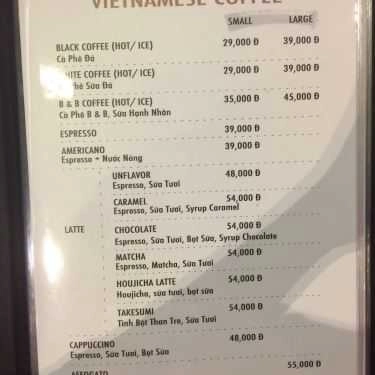 VIETNAMESE COFFEE
SMALL LARGE
BLACK COFFEE (HOT/ ICE) 29,000 Đ 39,000 Đ
Cà Phê Đá
WHITE COFFEE (HOT/ ICE) 29,000 Đ 39,000 Đ
Cà Phê Sữa Đá
B & B COFFEE (HOT/ ICE) 35,000 Đ 45,000 Đ
Cà Phê B & B, Sữa Hạnh Nhân
ESPRESSO 39,000 Đ
AMERICANO 39,000 Đ
Espresso + Nước Nóng
UNFLAVOR 48,000 Đ
Espresso, Sữa Tươi
CARAMEL 54,000 Đ
Espresso, Sữa Tươi, Syrup Caramel
LATTE CHOCOLATE 54,000 Đ
Espresso, Sữa Tươi, Bọt Sữa, Syrup Chocolate
MATCHA 54,000 Đ
Espresso, Matcha, Sữa Tươi
HOUJICHA LATTE 54,000 Đ
Houjicha, sữa tươi, bọt sữa
TAKESUMI 54,000 Đ
Tinh Bột Than Tre, Sữa Tươi
CAPPUCCINO 48,000 Đ
Espresso, Sữa Tươi, Bọt Sữa
AFFOGATO 55,000 Đ